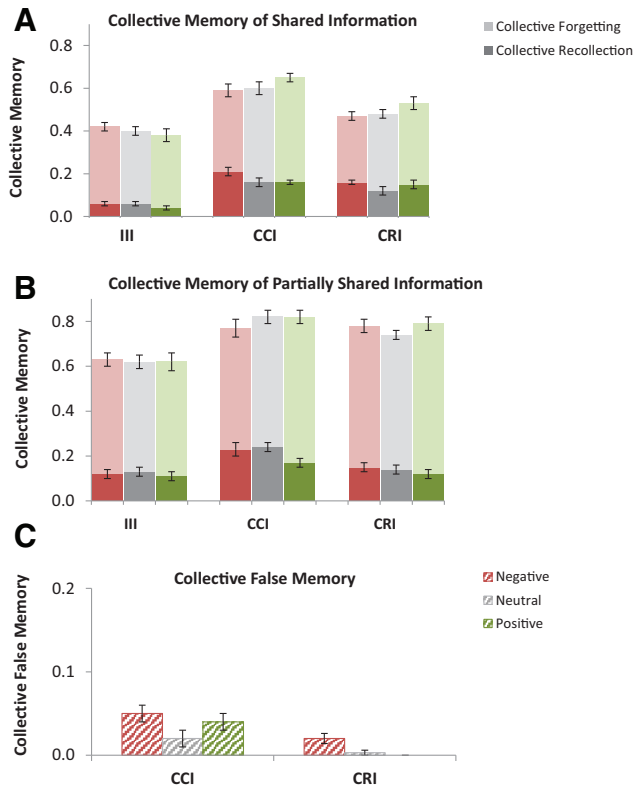 A
Collective Memory of Shared Information
Collective Forgetting
Collective Recollection
Collective Memory
0.8
0.6
0.4
0.2
0.0
III
CCI
CRI
B
Collective Memory of Partially Shared Information
Collective Memory
0.8
0.6
0.4
0.2
0.0
III
CCI
CRI
C
Collective False Memory
Negative
Neutral
Positive
Collective False Memory
0.2
0.1
0.0
CCI
CRI